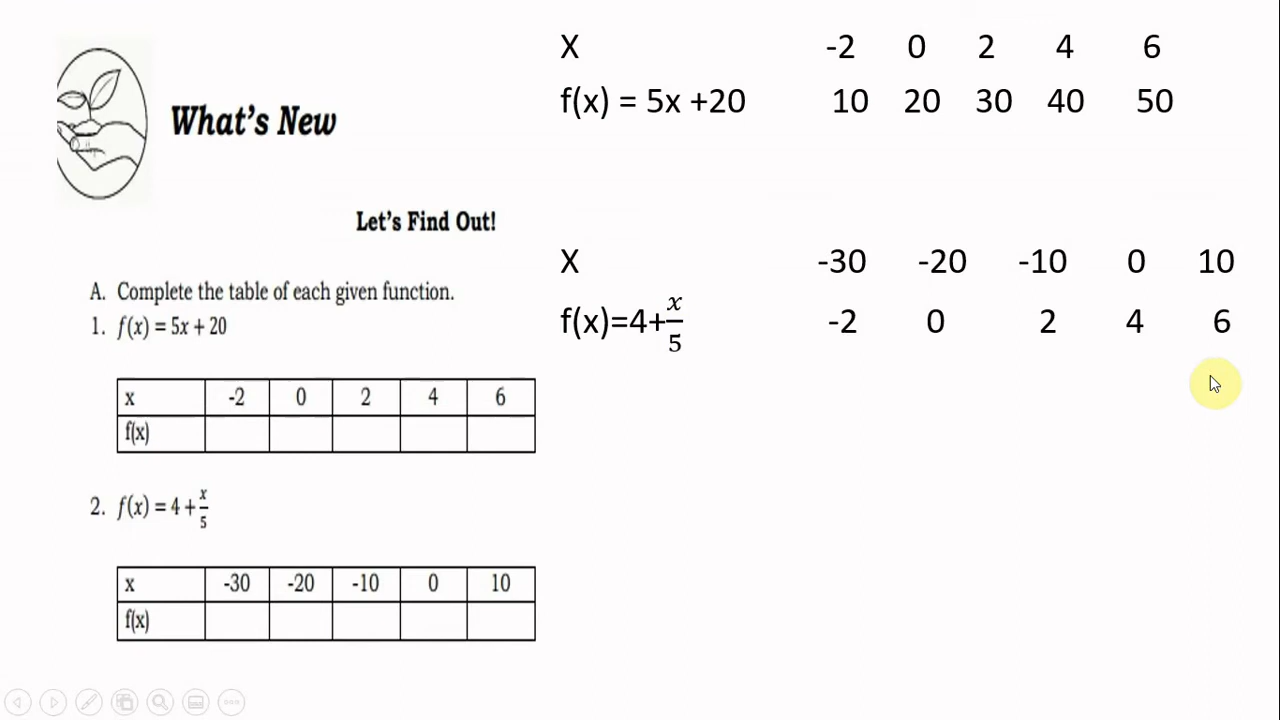 What's New
Let's Find Out!
A. Complete the table of each given function.
1. f(x) = 5x + 20
x -2 0 2 4 6
f(x)
2. f(x) = 4 + x/5
x -30 -20 -10 0 10
f(x)
X -2 0 2 4 6
f(x) = 5x +20 10 20 30 40 50
X -30 -20 -10 0 10
f(x)=4+x/5 -2 0 2 4 6